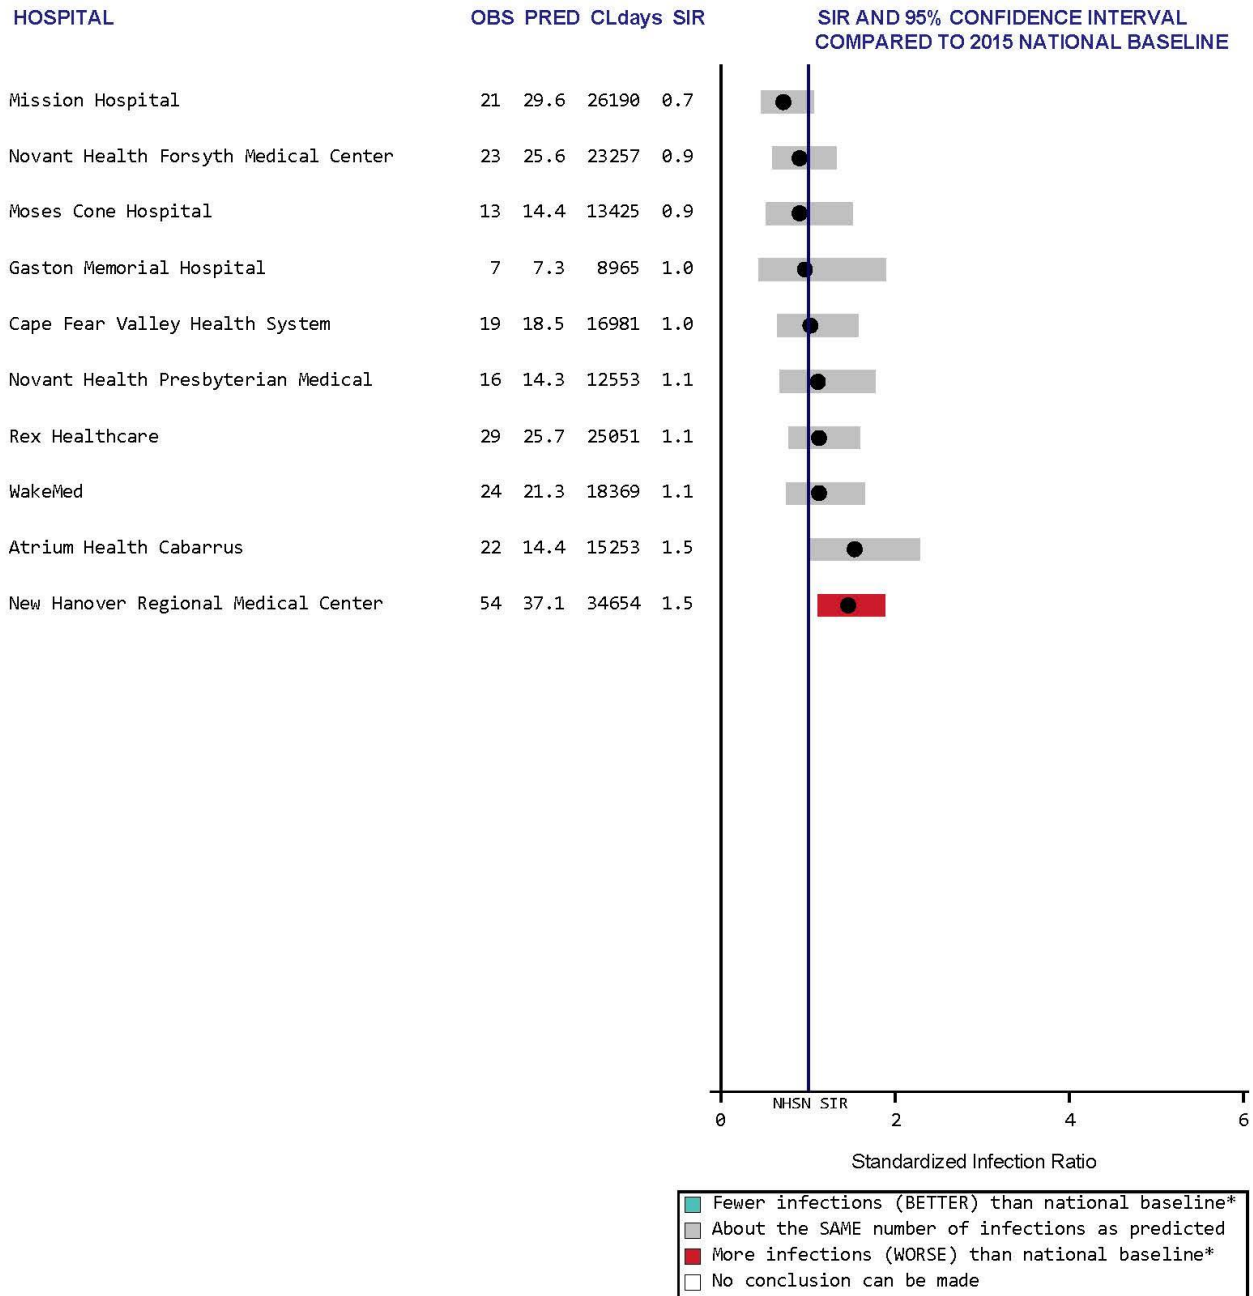 HOSPITAL OBS PRED CLdays SIR SIR AND 95% CONFIDENCE INTERVAL
COMPARED TO 2015 NATIONAL BASELINE
Mission Hospital 21 29.6 26190 0.7
Novant Health Forsyth Medical Center 23 25.6 23257 0.9
Moses Cone Hospital 13 14.4 13425 0.9
Gaston Memorial Hospital 7 7.3 8965 1.0
Cape Fear Valley Health System 19 18.5 16981 1.0
Novant Health Presbyterian Medical 16 14.3 12553 1.1
Rex Healthcare 29 25.7 25051 1.1
WakeMed 24 21.3 18369 1.1
Atrium Health Cabarrus 22 14.4 15253 1.5
New Hanover Regional Medical Center 54 37.1 34654 1.5
NHSN SIR
0 2 4 6
Standardized Infection Ratio
Fewer infections (BETTER) than national baseline*
About the SAME number of infections as predicted
More infections (WORSE) than national baseline*
No conclusion can be made